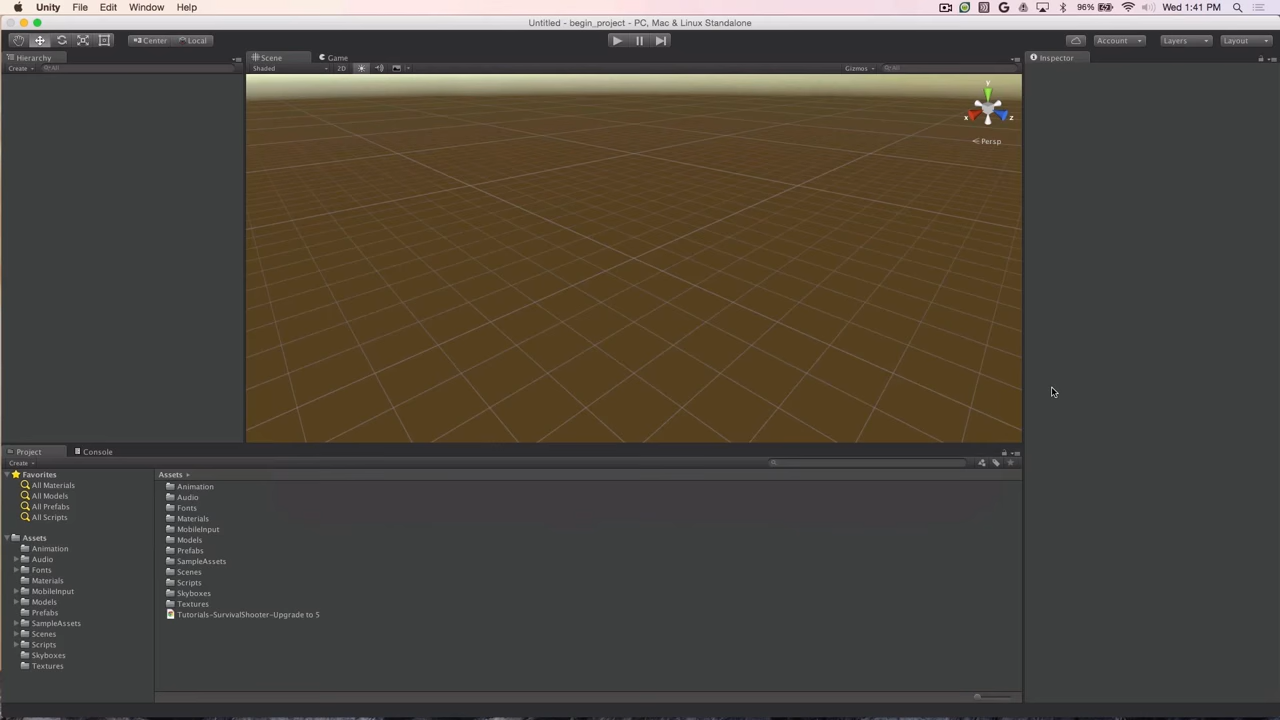 Unity File Edit Window Help 96% Wed 1:41 PM
Untitled - begin_project - PC, Mac & Linux Standalone
Center Local Account Layers Layout
Hierarchy Scene Game Inspector
Create All Shaded 2D Gizmos All
y
x z
Persp
Project Console
Create
Favorites Assets
All Materials
All Models
All Prefabs
All Scripts
Assets
Animation
Audio
Fonts
Materials
MobileInput
Models
Prefabs
SampleAssets
Scenes
Scripts
Skyboxes
Textures
Animation
Audio
Fonts
Materials
MobileInput
Models
Prefabs
SampleAssets
Scenes
Scripts
Skyboxes
Textures
Tutorials-SurvivalShooter-Upgrade to 5